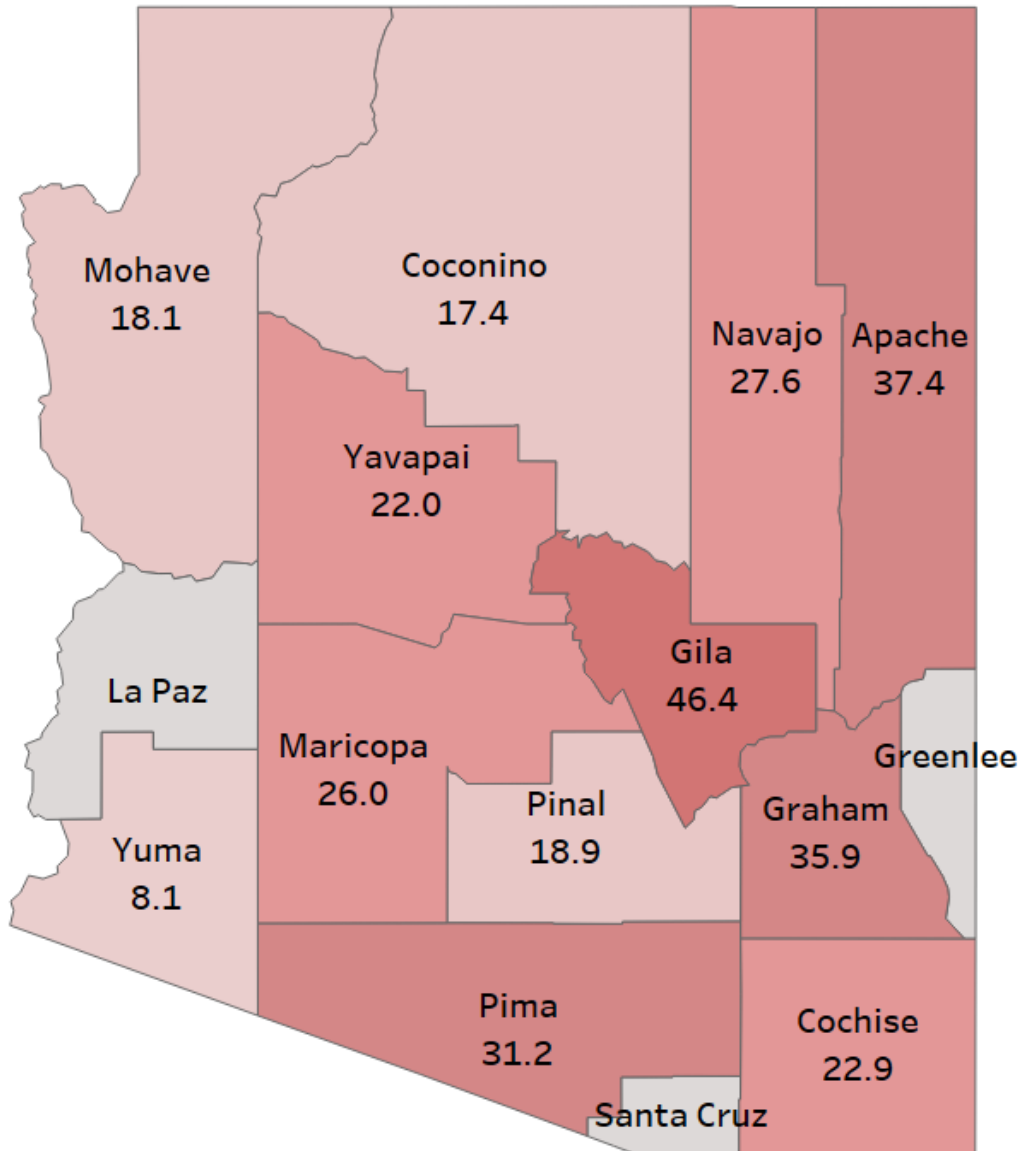 Mohave
18.1
Coconino
17.4
Navajo
27.6
Apache
37.4
Yavapai
22.0
Gila
46.4
La Paz
Maricopa
26.0
Greenlee
Pinal
18.9
Graham
35.9
Yuma
8.1
Pima
31.2
Cochise
22.9
Santa Cruz